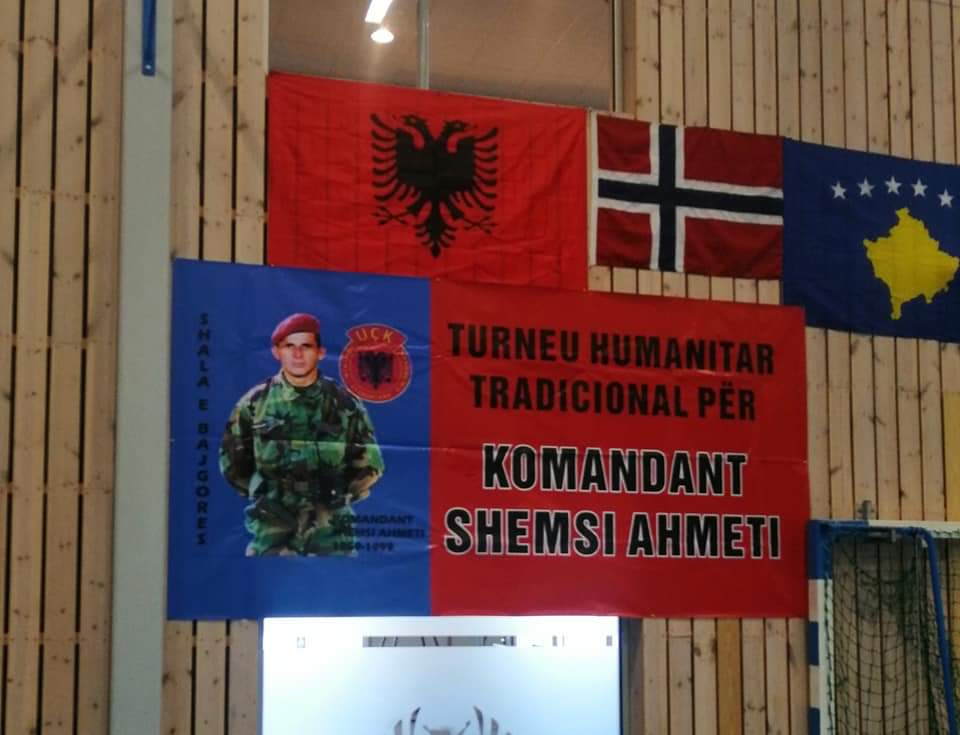 SHALA E BAJGORES
UÇK
TURNEU HUMANITAR
TRADICIONAL PËR
KOMANDANT
SHEMSI AHMETI
KOMANDANT
SHEMSI AHMETI